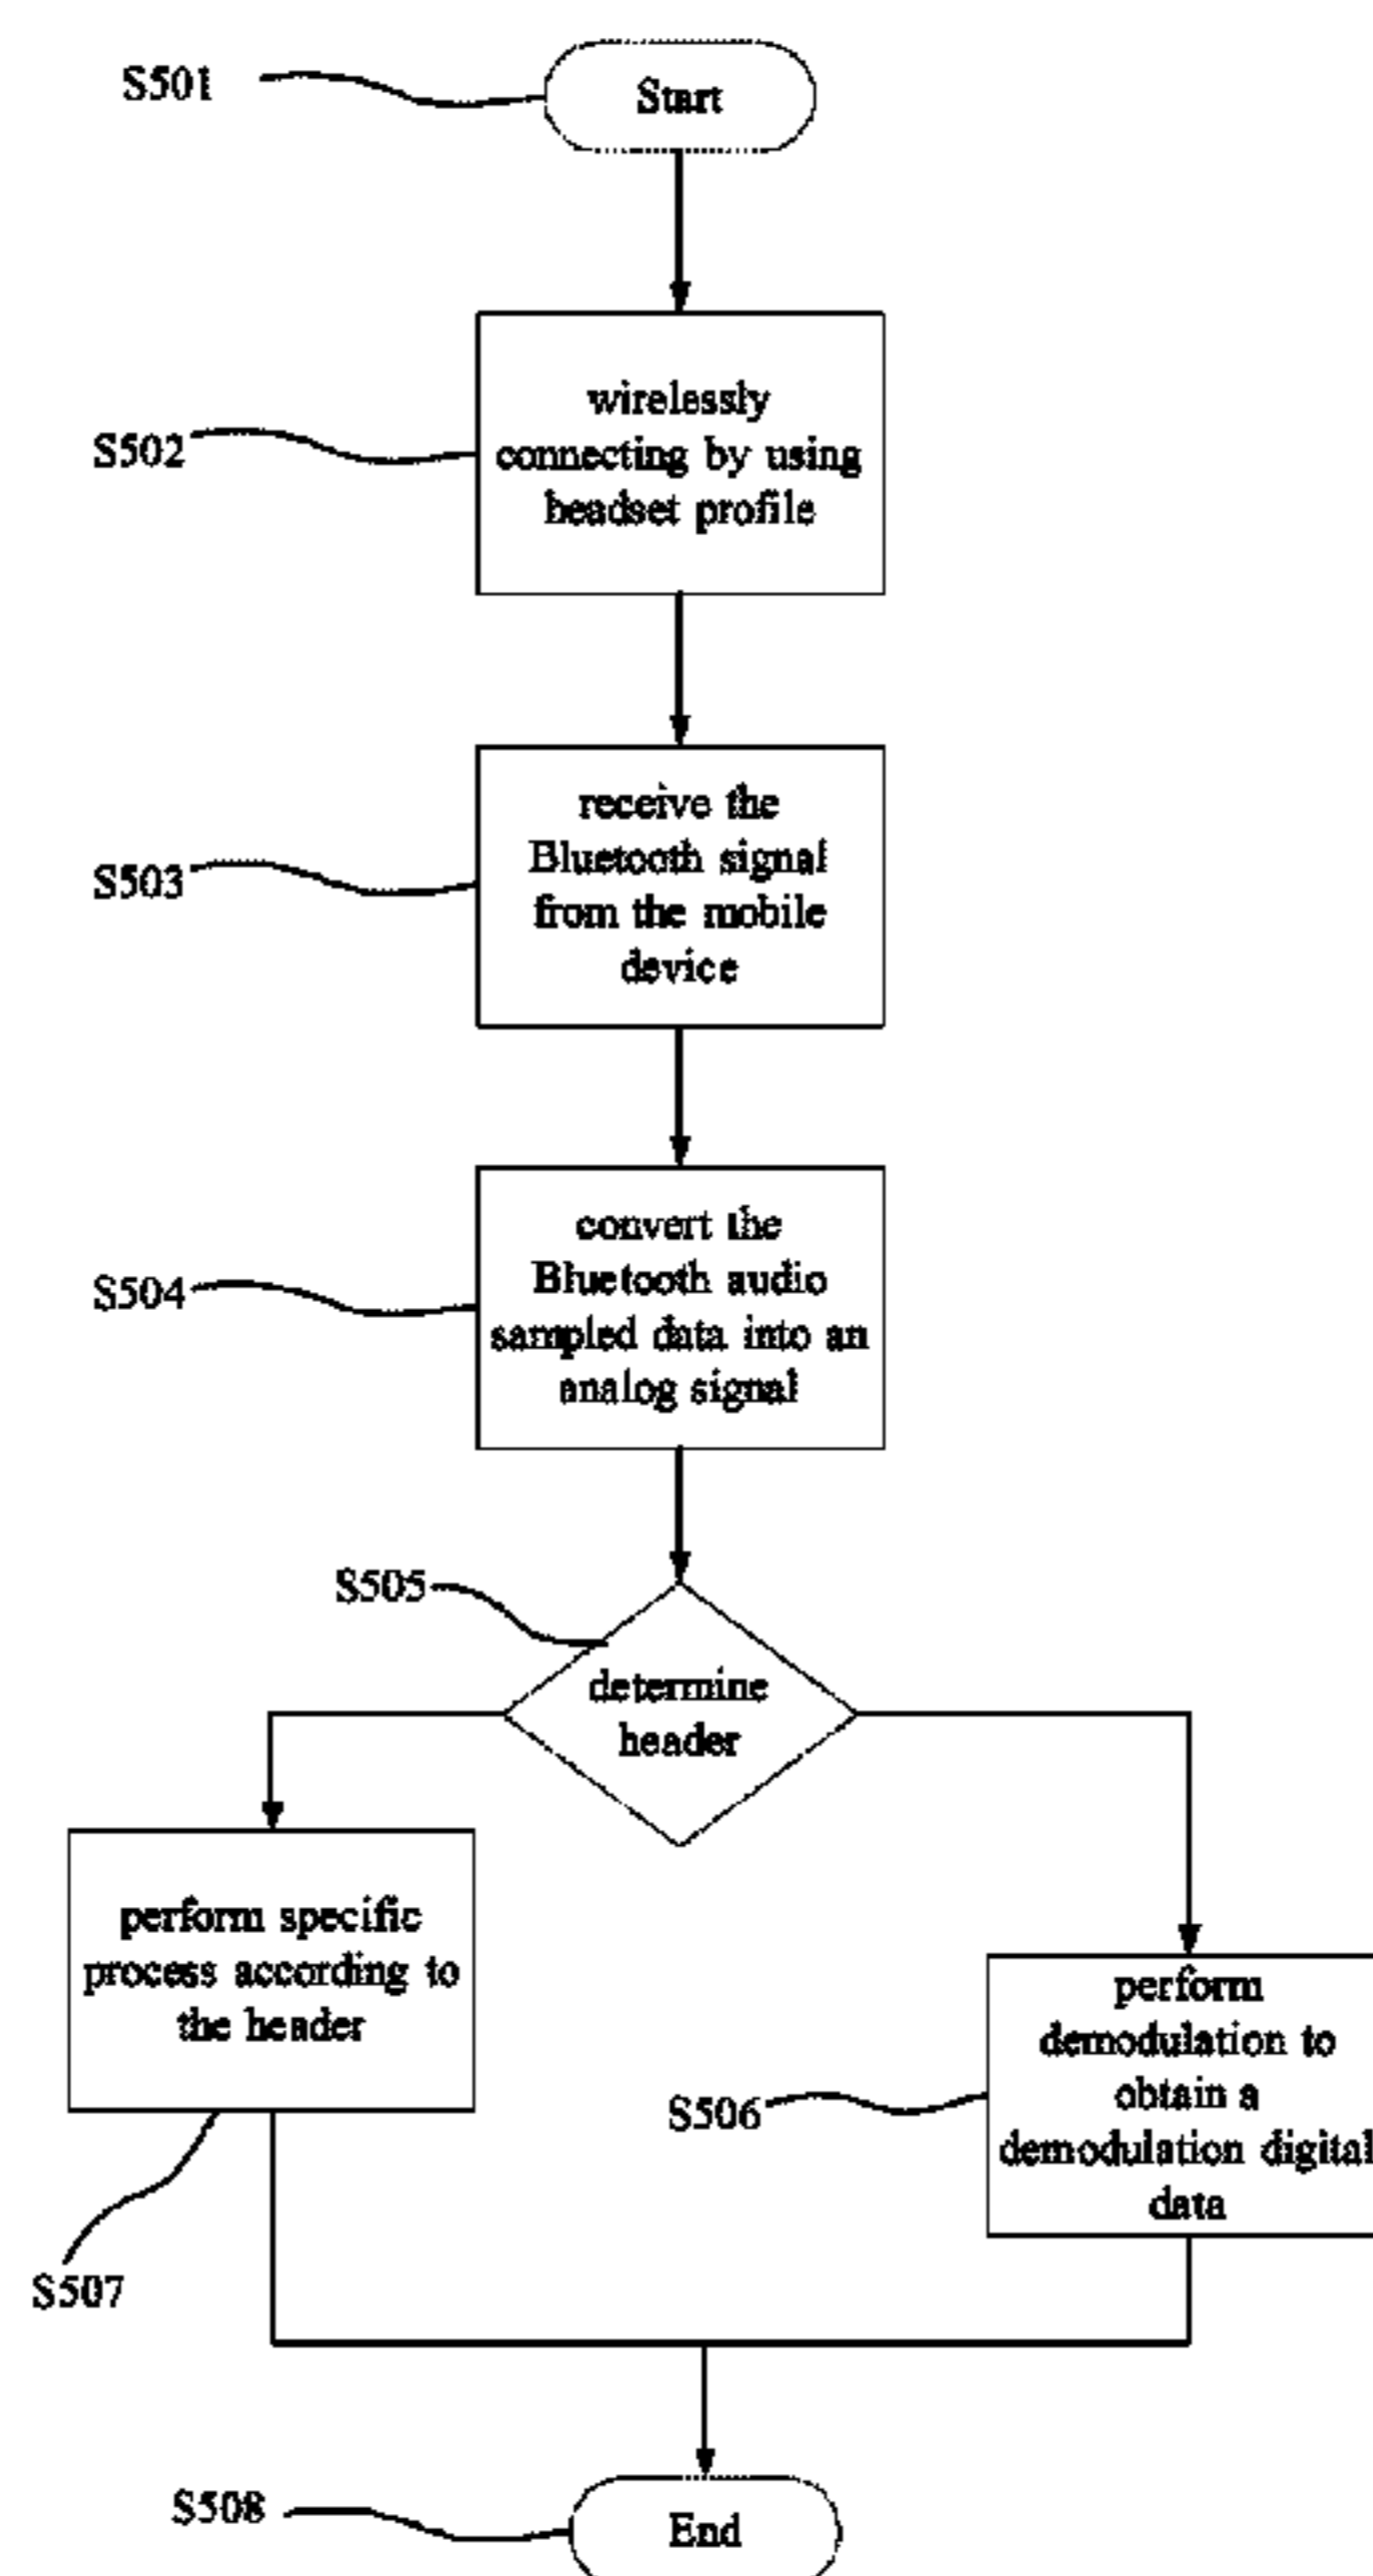 S501
Start
S502
wirelessly
connecting by using
headset profile
S503
receive the
Bluetooth signal
from the mobile
device
S504
convert the
Bluetooth audio
sampled data into an
analog signal
S505
determine
header
perform specific
process according to
the header
S507
S506
perform
demodulation to
obtain a
demodulation digital
data
S508
End